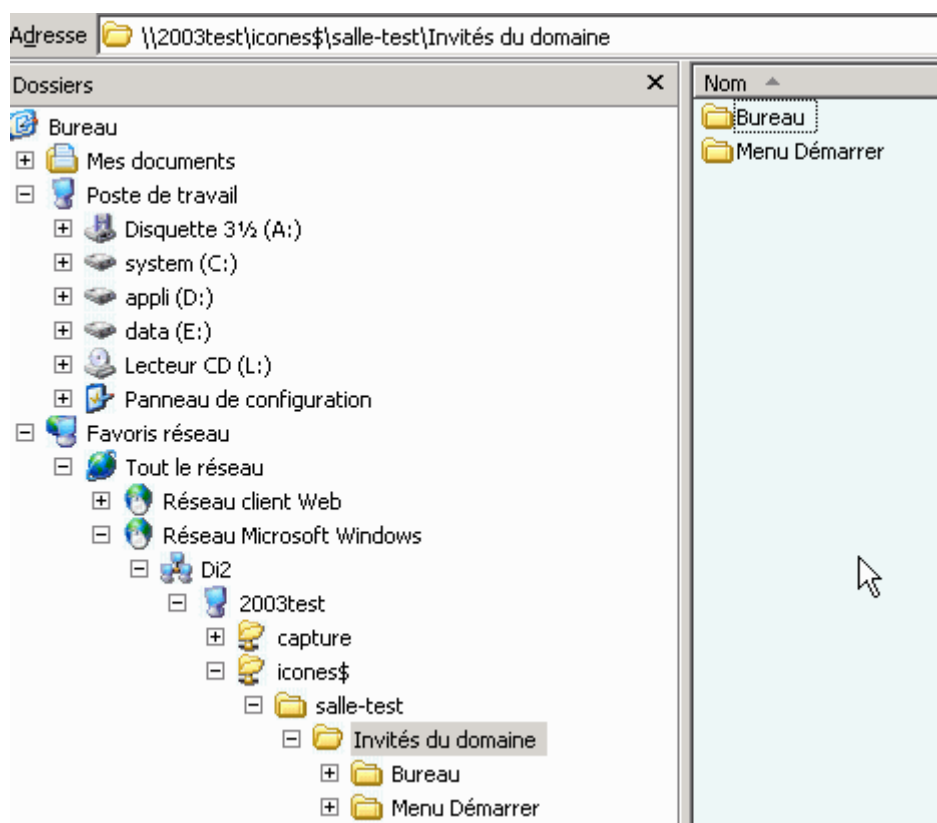 Adresse \\2003test\icones$\salle-test\Invités du domaine
Dossiers
Bureau
Mes documents
Poste de travail
Disquette 3½ (A:)
system (C:)
appli (D:)
data (E:)
Lecteur CD (L:)
Panneau de configuration
Favoris réseau
Tout le réseau
Réseau client Web
Réseau Microsoft Windows
Di2
2003test
capture
icones$
salle-test
Invités du domaine
Bureau
Menu Démarrer
Nom
Bureau
Menu Démarrer